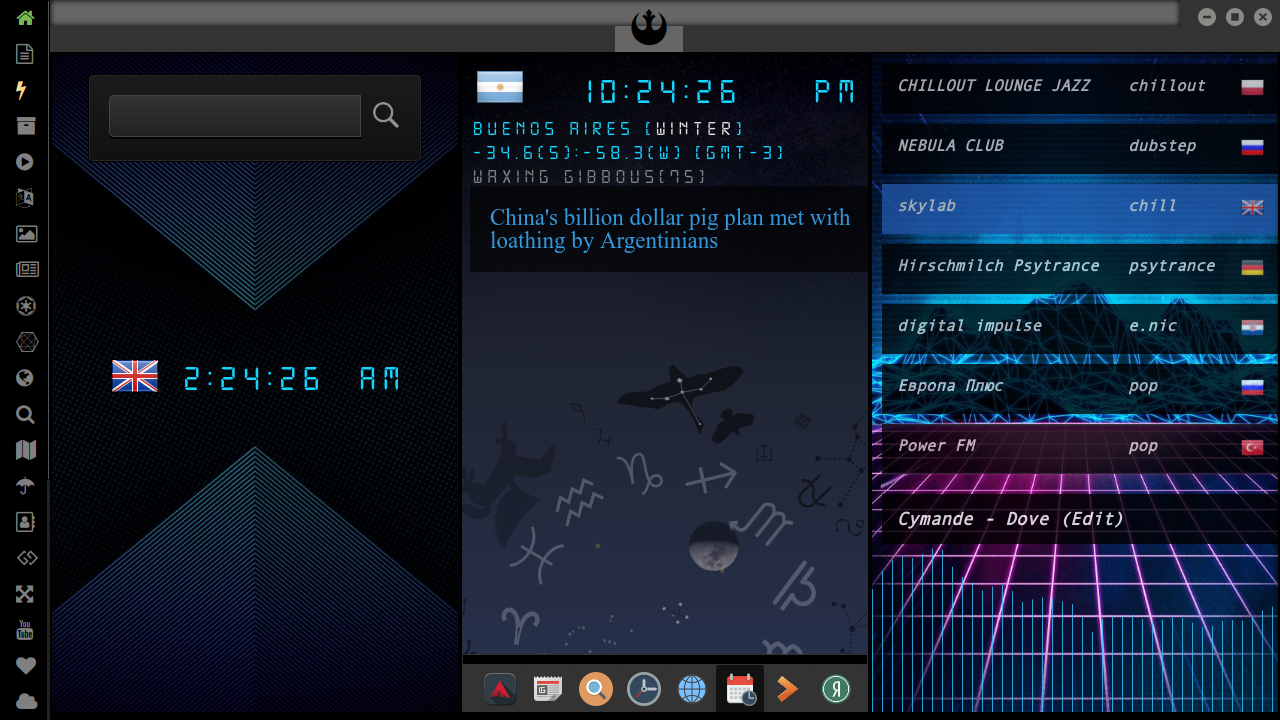 2:24:26 AM
10:24:26 PM
BUENOS AIRES (WINTER)
-34.6(S):-58.3(W) (GMT-3)
WAXING GIBBOUS(75)
China's billion dollar pig plan met with
loathing by Argentinians
CHILLOUT LOUNGE JAZZ chillout
NEBULA CLUB dubstep
skylab chill
Hirschmilch Psytrance psytrance
digital impulse e.nic
Европа Плюс pop
Power FM pop
Cymande - Dove (Edit)
You
Tube
Я